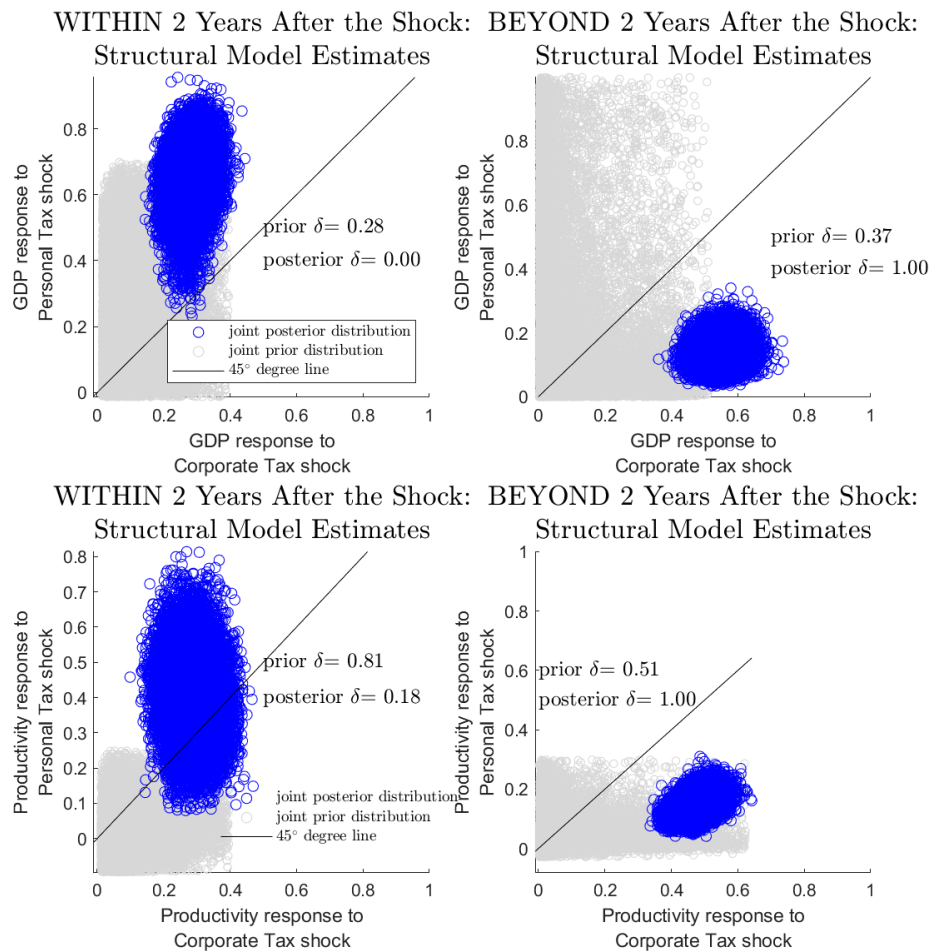 WITHIN 2 Years After the Shock:
Structural Model Estimates
GDP response to
Personal Tax shock
0.8
0.6
0.4
0.2
0
prior δ= 0.28
posterior δ= 0.00
joint posterior distribution
joint prior distribution
45° degree line
0 0.2 0.4 0.6 0.8 1
GDP response to
Corporate Tax shock
BEYOND 2 Years After the Shock:
Structural Model Estimates
GDP response to
Personal Tax shock
0.8
0.6
0.4
0.2
0
prior δ= 0.37
posterior δ= 1.00
0 0.2 0.4 0.6 0.8 1
GDP response to
Corporate Tax shock
WITHIN 2 Years After the Shock:
Structural Model Estimates
Productivity response to
Personal Tax shock
0.8
0.7
0.6
0.5
0.4
0.3
0.2
0.1
0
prior δ= 0.81
posterior δ= 0.18
joint posterior distribution
joint prior distribution
45° degree line
0 0.2 0.4 0.6 0.8 1
Productivity response to
Corporate Tax shock
BEYOND 2 Years After the Shock:
Structural Model Estimates
Productivity response to
Personal Tax shock
1
0.8
0.6
0.4
0.2
0
prior δ= 0.51
posterior δ= 1.00
0 0.2 0.4 0.6 0.8 1
Productivity response to
Corporate Tax shock